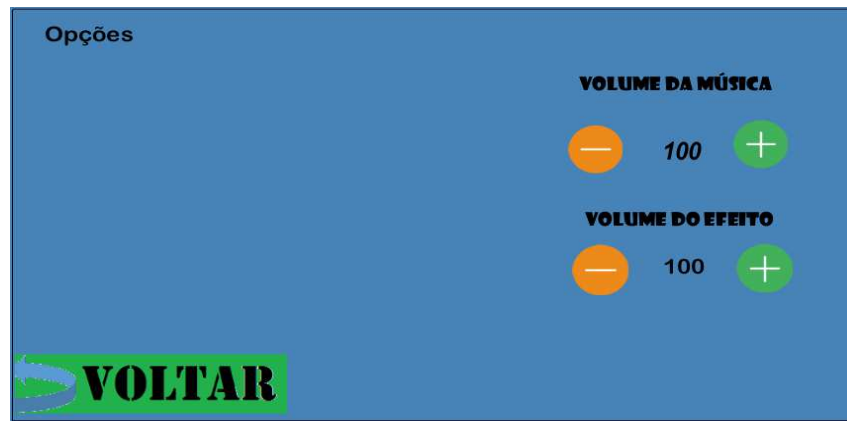 Opções
VOLUME DA MÚSICA
100
VOLUME DO EFEITO
100
VOLTAR